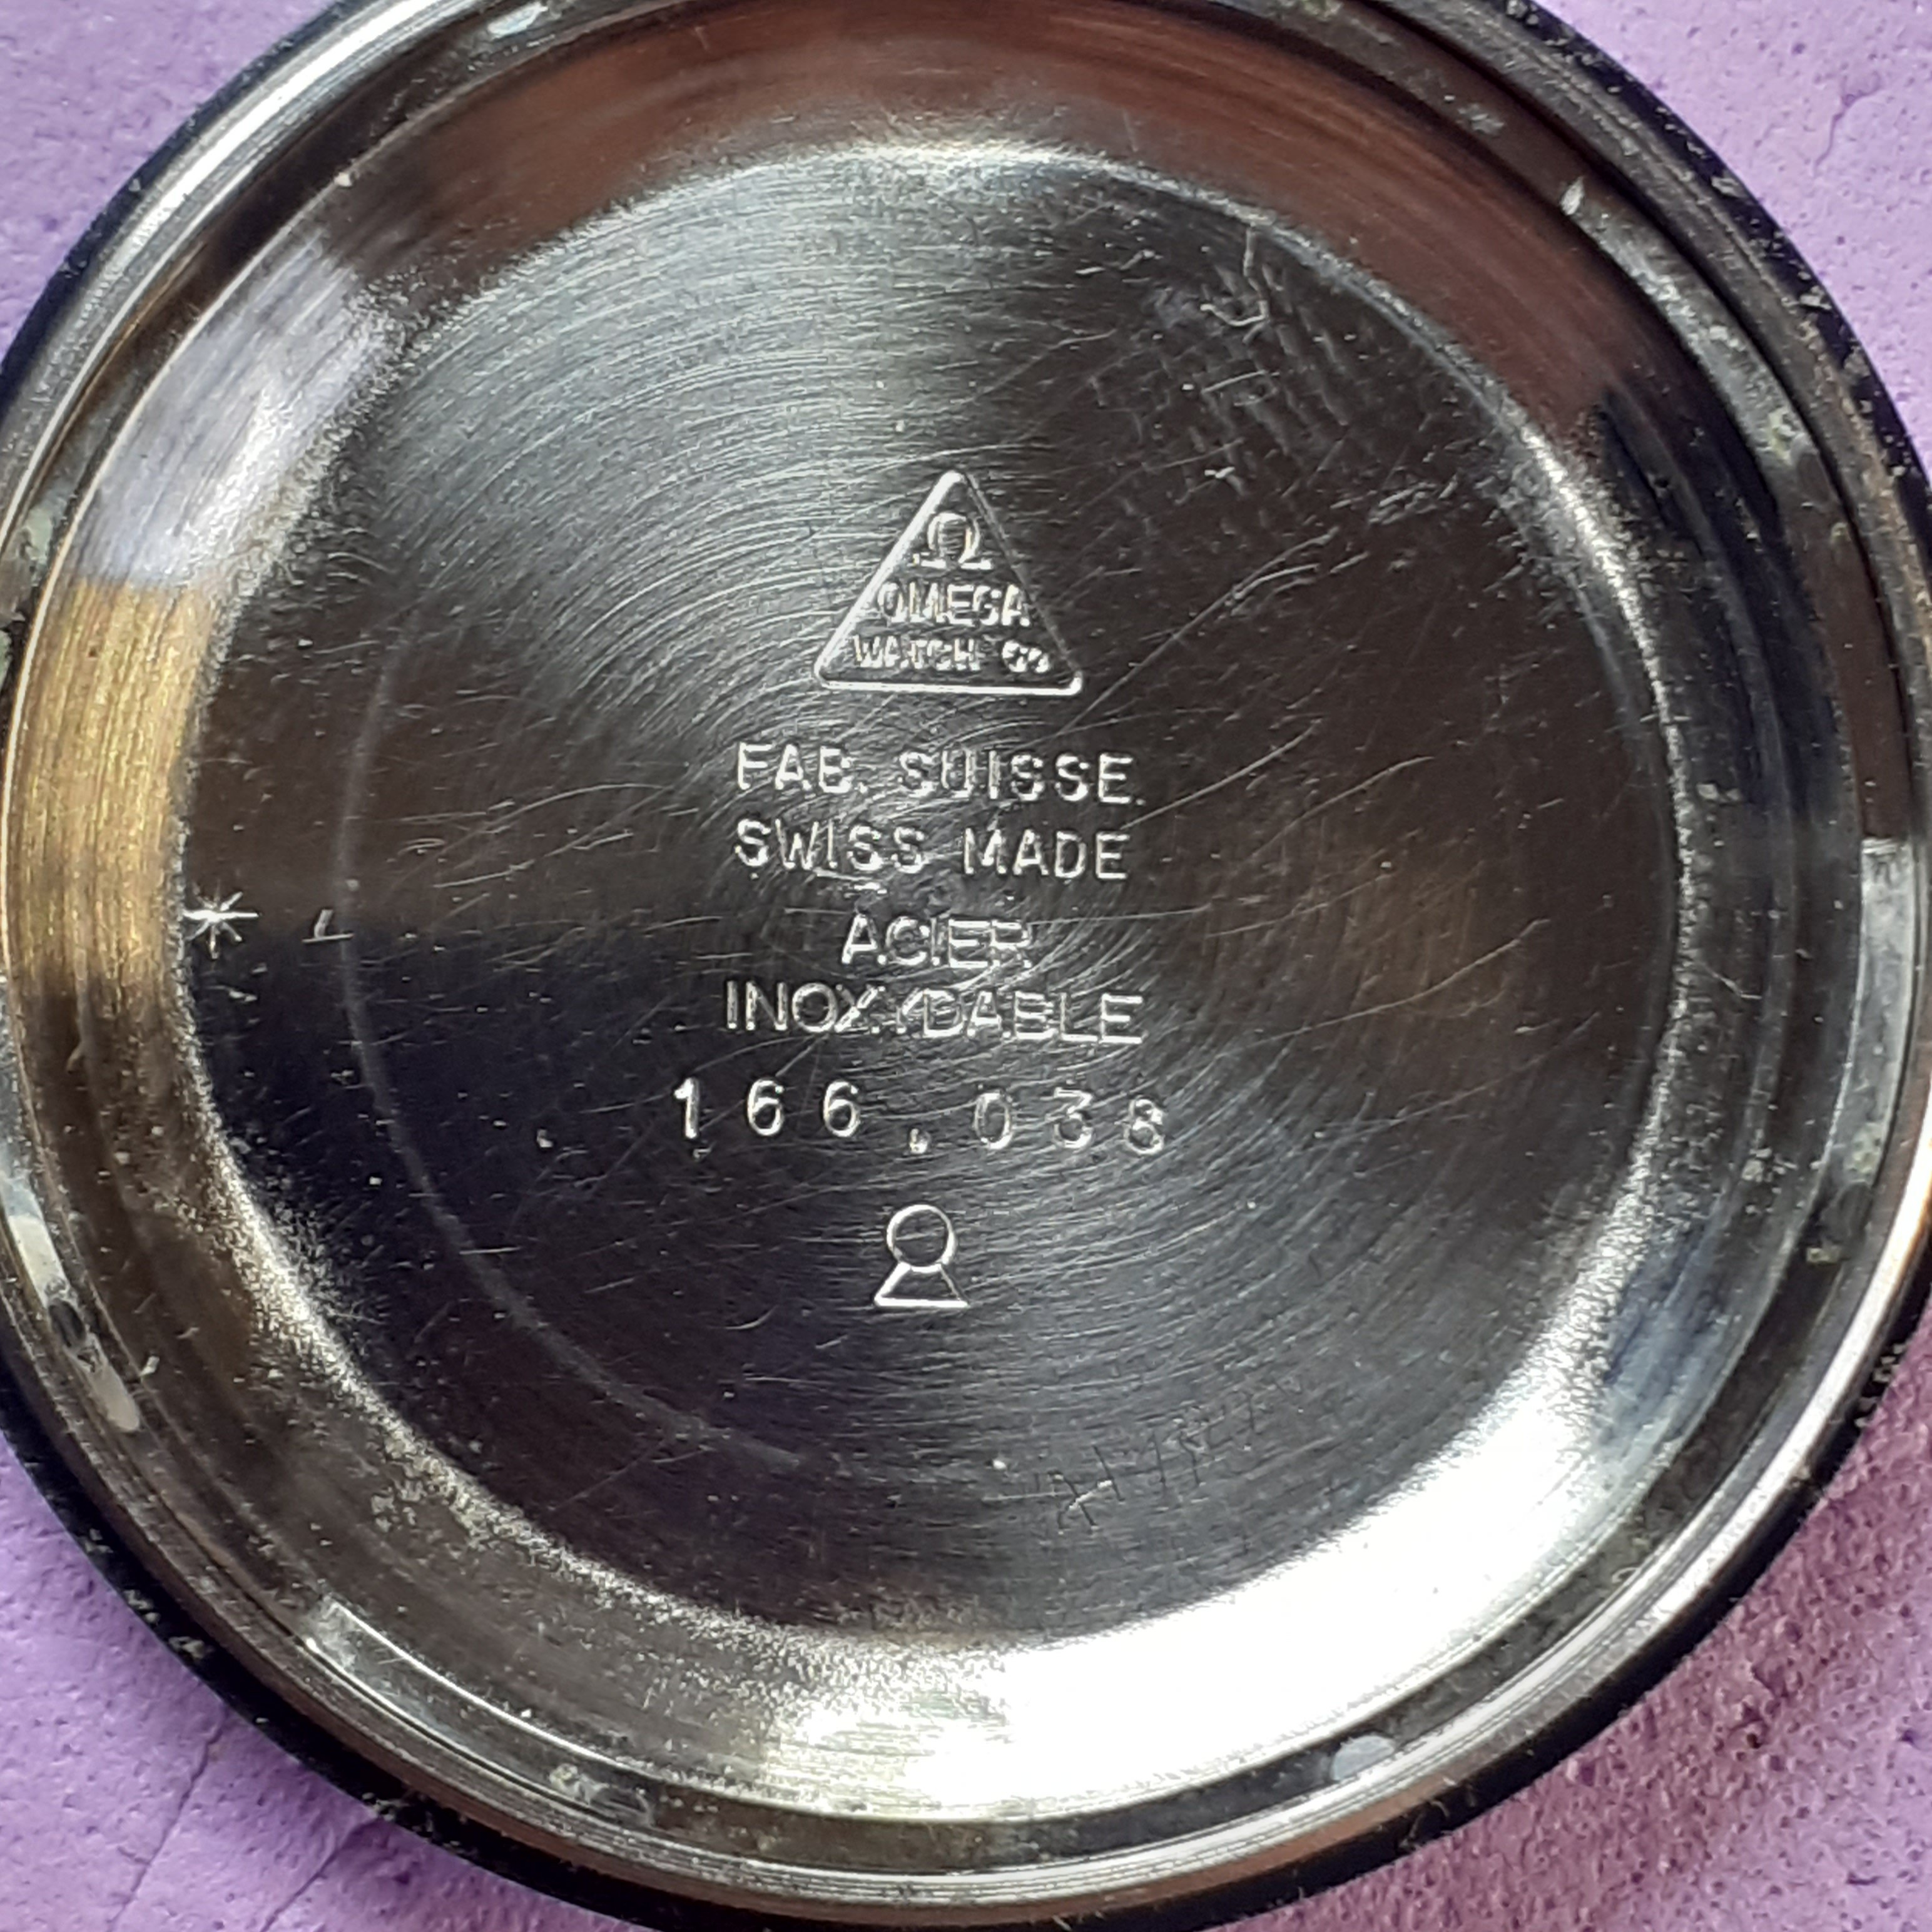 Ω
OMEGA
WATCH Co
FAB. SUISSE
SWISS MADE
ACIER
INOXYDABLE
166.038